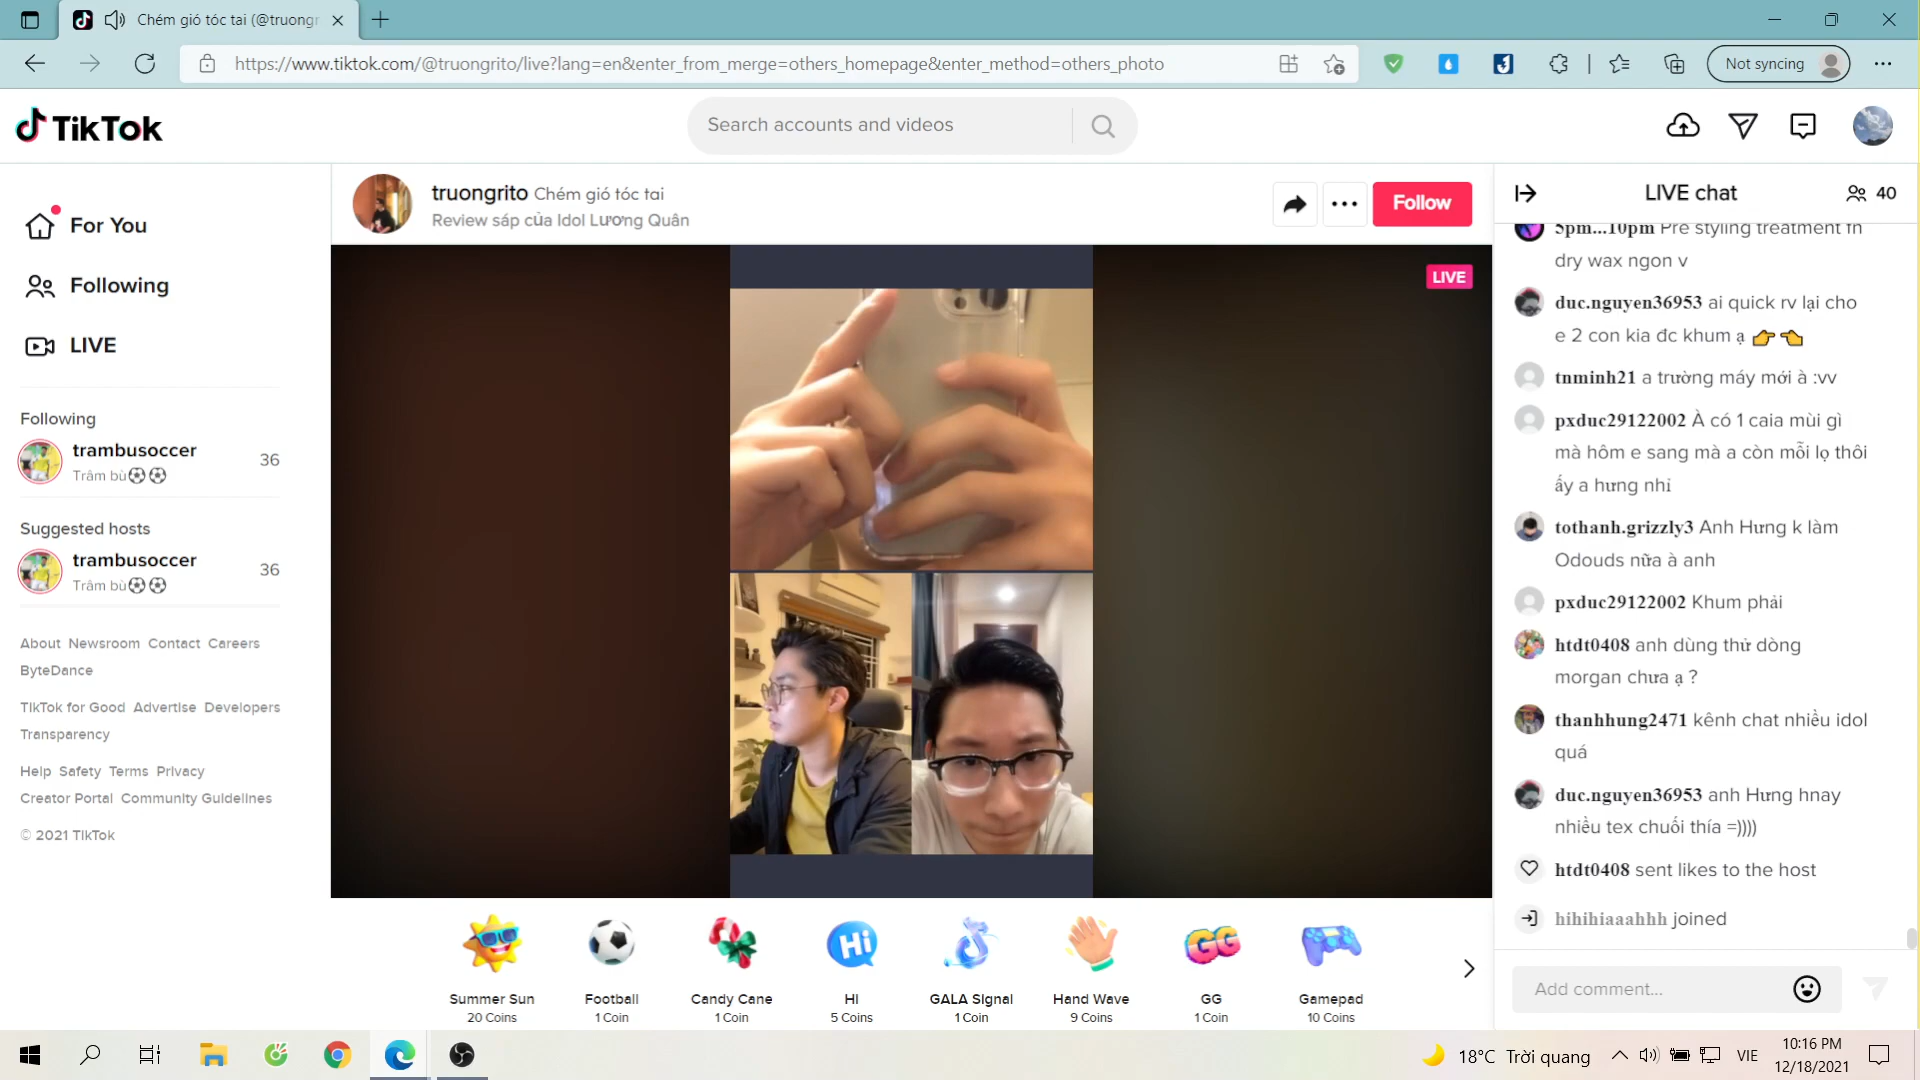 Chém gió tóc tai (@truongr
https://www.tiktok.com/@truongrito/live?lang=en&enter_from_merge=others_homepage&enter_method=others_photo
Not syncing
TikTok
Search accounts and videos
For You
Following
LIVE
Following
trambusoccer
36
Trâm bù⚽⚽
Suggested hosts
trambusoccer
36
Trâm bù⚽⚽
About Newsroom Contact Careers
ByteDance
TikTok for Good Advertise Developers
Transparency
Help Safety Terms Privacy
Creator Portal Community Guidelines
© 2021 TikTok
truongrito Chém gió tóc tai
Review sáp của Idol Lương Quân
Follow
LIVE
Summer Sun
20 Coins
Football
1 Coin
Candy Cane
1 Coin
Hi
HI
5 Coins
GALA Signal
1 Coin
Hand Wave
9 Coins
GG
GG
1 Coin
Gamepad
10 Coins
LIVE chat
40
5pm...10pm Pre styling treatment fn
dry wax ngon v
duc.nguyen36953 ai quick rv lại cho
e 2 con kia đc khum ạ 👉👈
tnminh21 a trường máy mới à :vv
pxduc29122002 À có 1 caia mùi gì
mà hôm e sang mà a còn mỗi lọ thôi
ấy a hưng nhỉ
tothanh.grizzly3 Anh Hưng k làm
Odouds nữa à anh
pxduc29122002 Khum phải
htdt0408 anh dùng thử dòng
morgan chưa ạ ?
thanhhung2471 kênh chat nhiều idol
quá
duc.nguyen36953 anh Hưng hnay
nhiều tex chuối thía =))))
htdt0408 sent likes to the host
hihihiaaahhh joined
Add comment...
18°C Trời quang
VIE
10:16 PM
12/18/2021